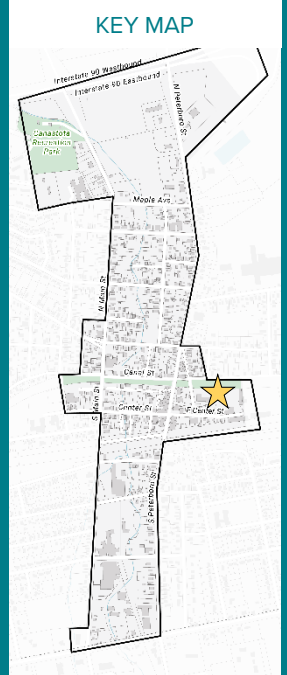 KEY MAP
Interstate 90 Westbound
Interstate 90 Eastbound
N Peterboro St
Canastota
Recreation
Park
Maple Ave
N Main St
Canal St
S Main St
Center St
E Center St
S Peterboro St